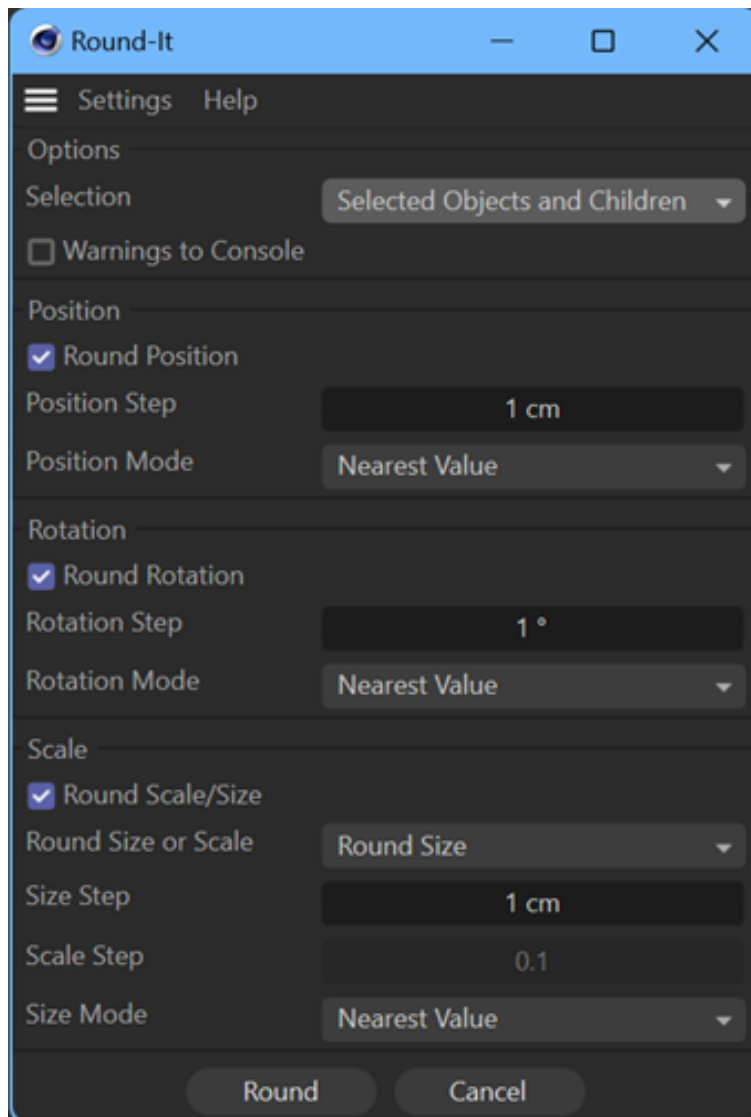 Round-It
Settings Help
Options
Selection Selected Objects and Children
Warnings to Console
Position
Round Position
Position Step 1 cm
Position Mode Nearest Value
Rotation
Round Rotation
Rotation Step 1 °
Rotation Mode Nearest Value
Scale
Round Scale/Size
Round Size or Scale Round Size
Size Step 1 cm
Scale Step 0.1
Size Mode Nearest Value
Round Cancel